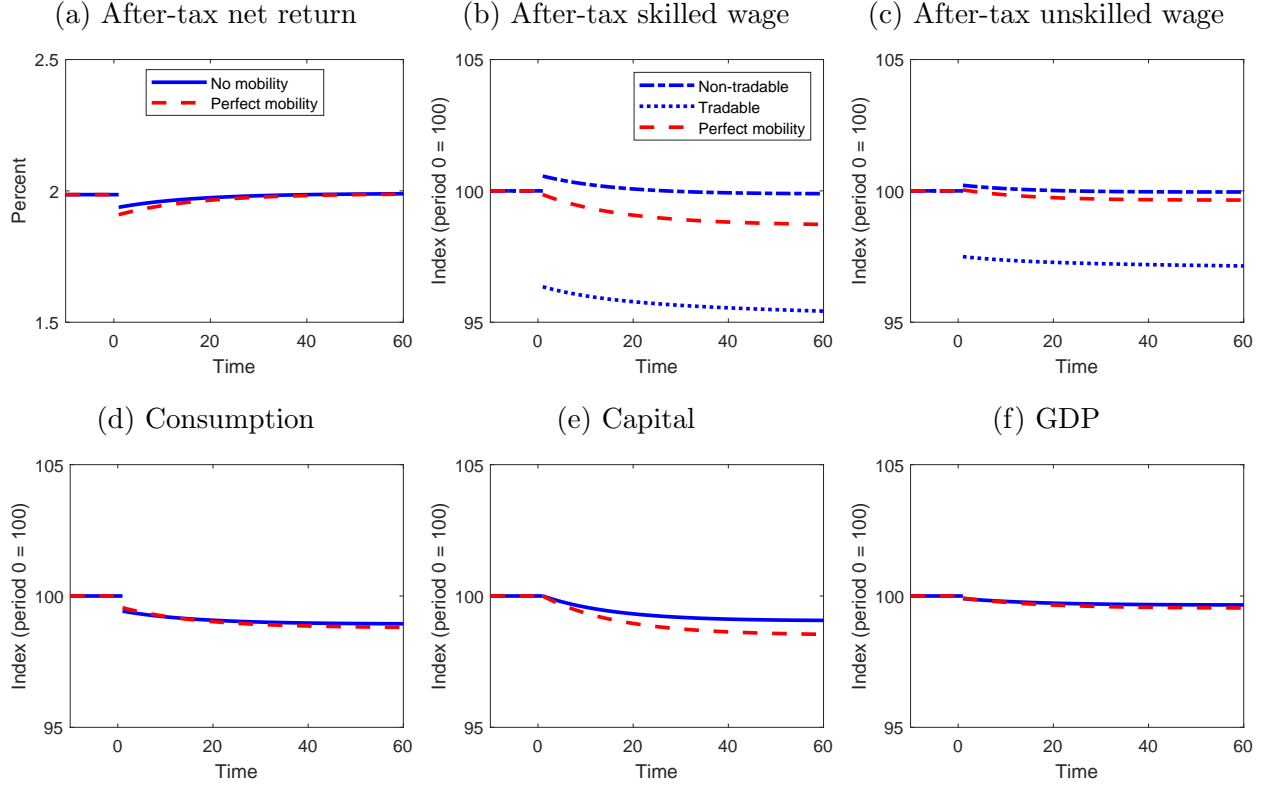 (a) After-tax net return
2.5
2
1.5
Percent
0
20
40
60
Time
No mobility
Perfect mobility
(b) After-tax skilled wage
105
100
95
Index (period 0 = 100)
0
20
40
60
Time
Non-tradable
Tradable
Perfect mobility
(c) After-tax unskilled wage
105
100
95
Index (period 0 = 100)
0
20
40
60
Time
(d) Consumption
105
100
95
Index (period 0 = 100)
0
20
40
60
Time
(e) Capital
105
100
95
Index (period 0 = 100)
0
20
40
60
Time
(f) GDP
105
100
95
Index (period 0 = 100)
0
20
40
60
Time